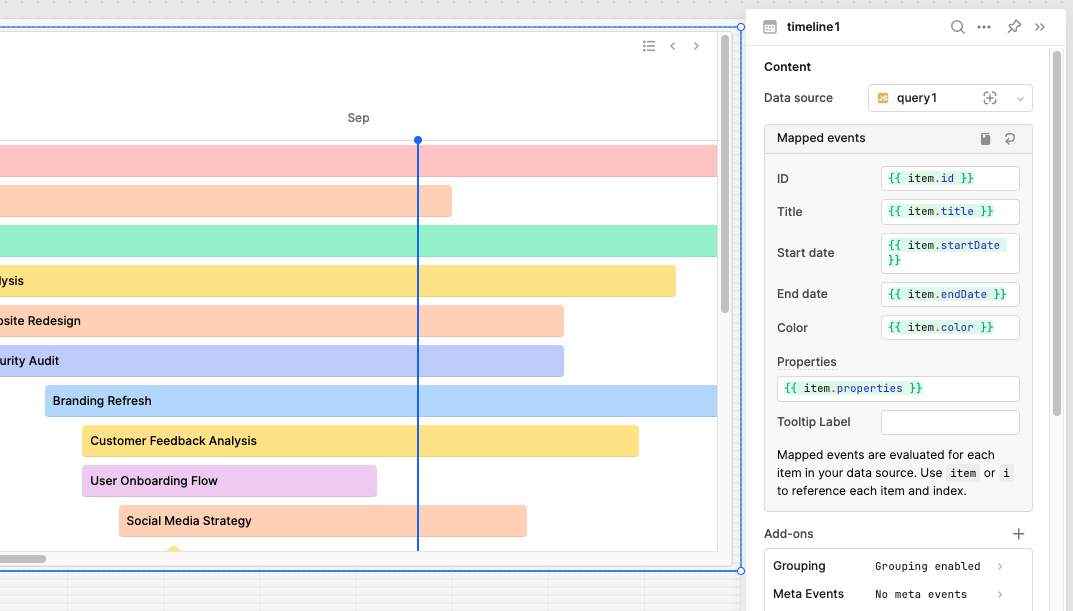 timeline1
Content
Data source
query1
Sep
Mapped events
ID
{{ item.id }}
Title
{{ item.title }}
Start date
{{ item.startDate
}}
End date
{{ item.endDate }}
Color
{{ item.color }}
Properties
{{ item.properties }}
Tooltip Label
Mapped events are evaluated for each
item in your data source. Use item or i
to reference each item and index.
Add-ons
Grouping
Grouping enabled
Meta Events
No meta events
lysis
osite Redesign
urity Audit
Branding Refresh
Customer Feedback Analysis
User Onboarding Flow
Social Media Strategy